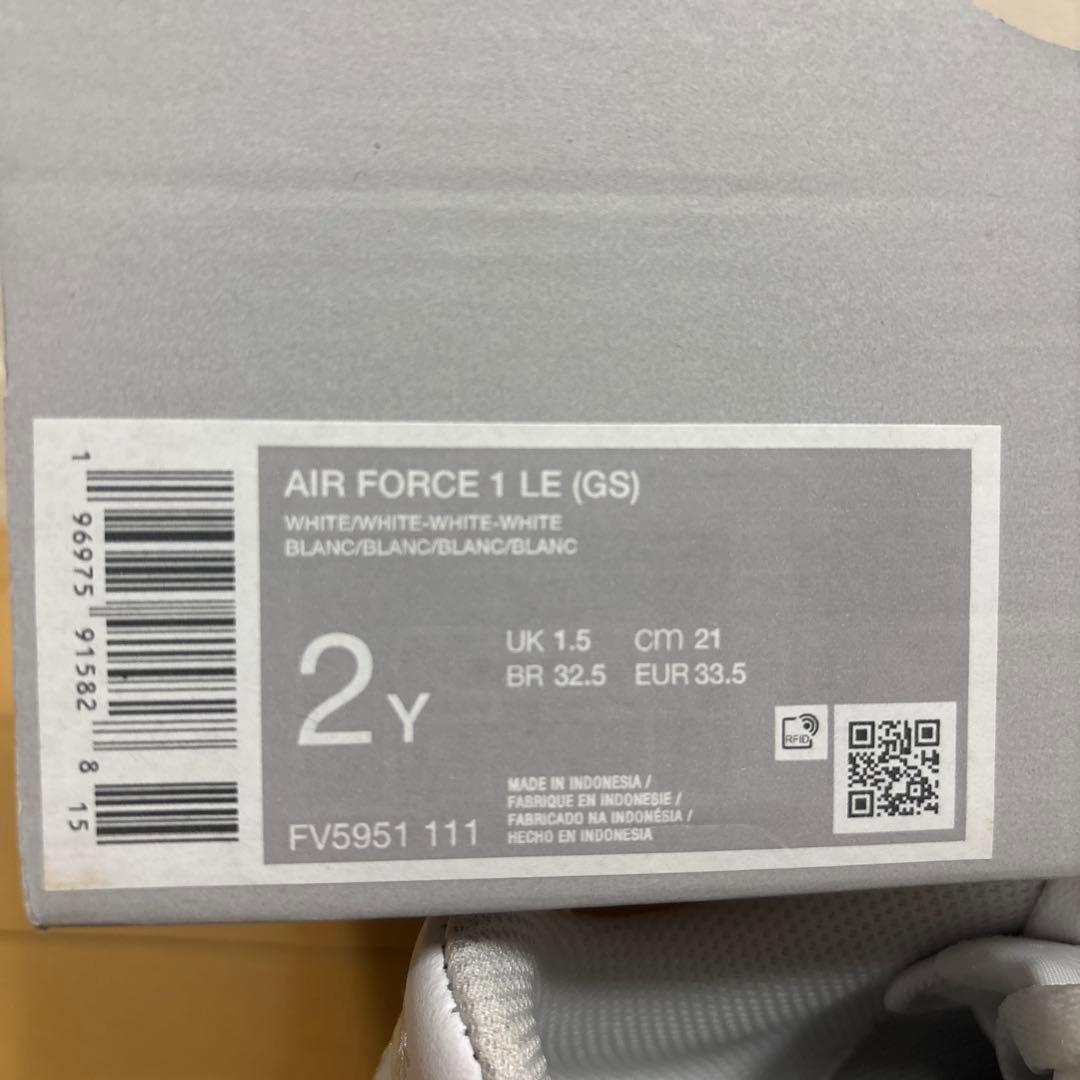 1 96975 91582 8 15
AIR FORCE 1 LE (GS)
WHITE/WHITE-WHITE-WHITE
BLANC/BLANC/BLANC/BLANC
2Y
UK 1.5 cm 21
BR 32.5 EUR 33.5
RFID
MADE IN INDONESIA /
FABRIQUE EN INDONESIE /
FABRICADO NA INDONÉSIA /
HECHO EN INDONESIA
FV5951 111